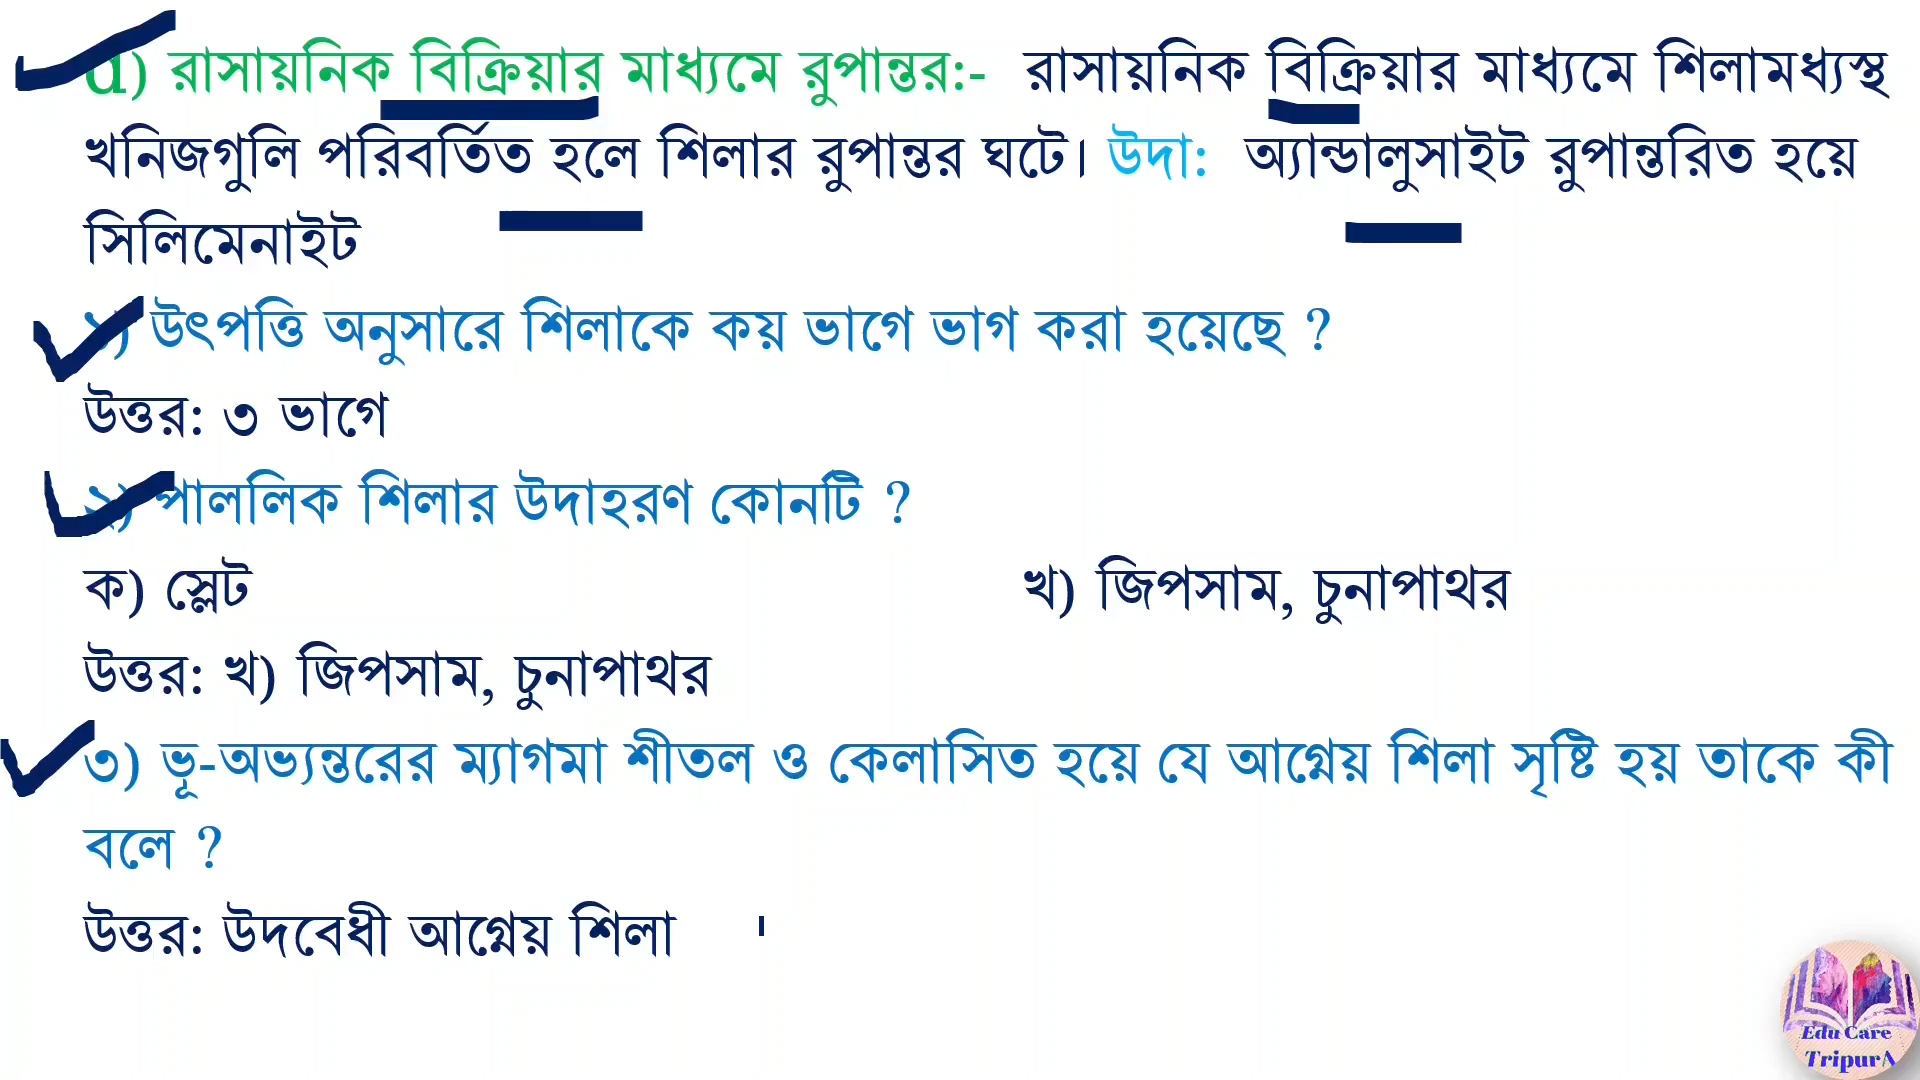 d) রাসায়নিক বিক্রিয়ার মাধ্যমে রুপান্তর:- রাসায়নিক বিক্রিয়ার মাধ্যমে শিলামধ্যস্থ
খনিজগুলি পরিবর্তিত হলে শিলার রুপান্তর ঘটে। উদা: অ্যান্ডালুসাইট রুপান্তরিত হয়ে
সিলিমেনাইট
১) উৎপত্তি অনুসারে শিলাকে কয় ভাগে ভাগ করা হয়েছে ?
উত্তর: ৩ ভাগে
২) পাললিক শিলার উদাহরণ কোনটি ?
ক) স্লেট খ) জিপসাম, চুনাপাথর
উত্তর: খ) জিপসাম, চুনাপাথর
৩) ভূ-অভ্যন্তরের ম্যাগমা শীতল ও কেলাসিত হয়ে যে আগ্নেয় শিলা সৃষ্টি হয় তাকে কী
বলে ?
উত্তর: উদবেধী আগ্নেয় শিলা
Edu Care
TripurA